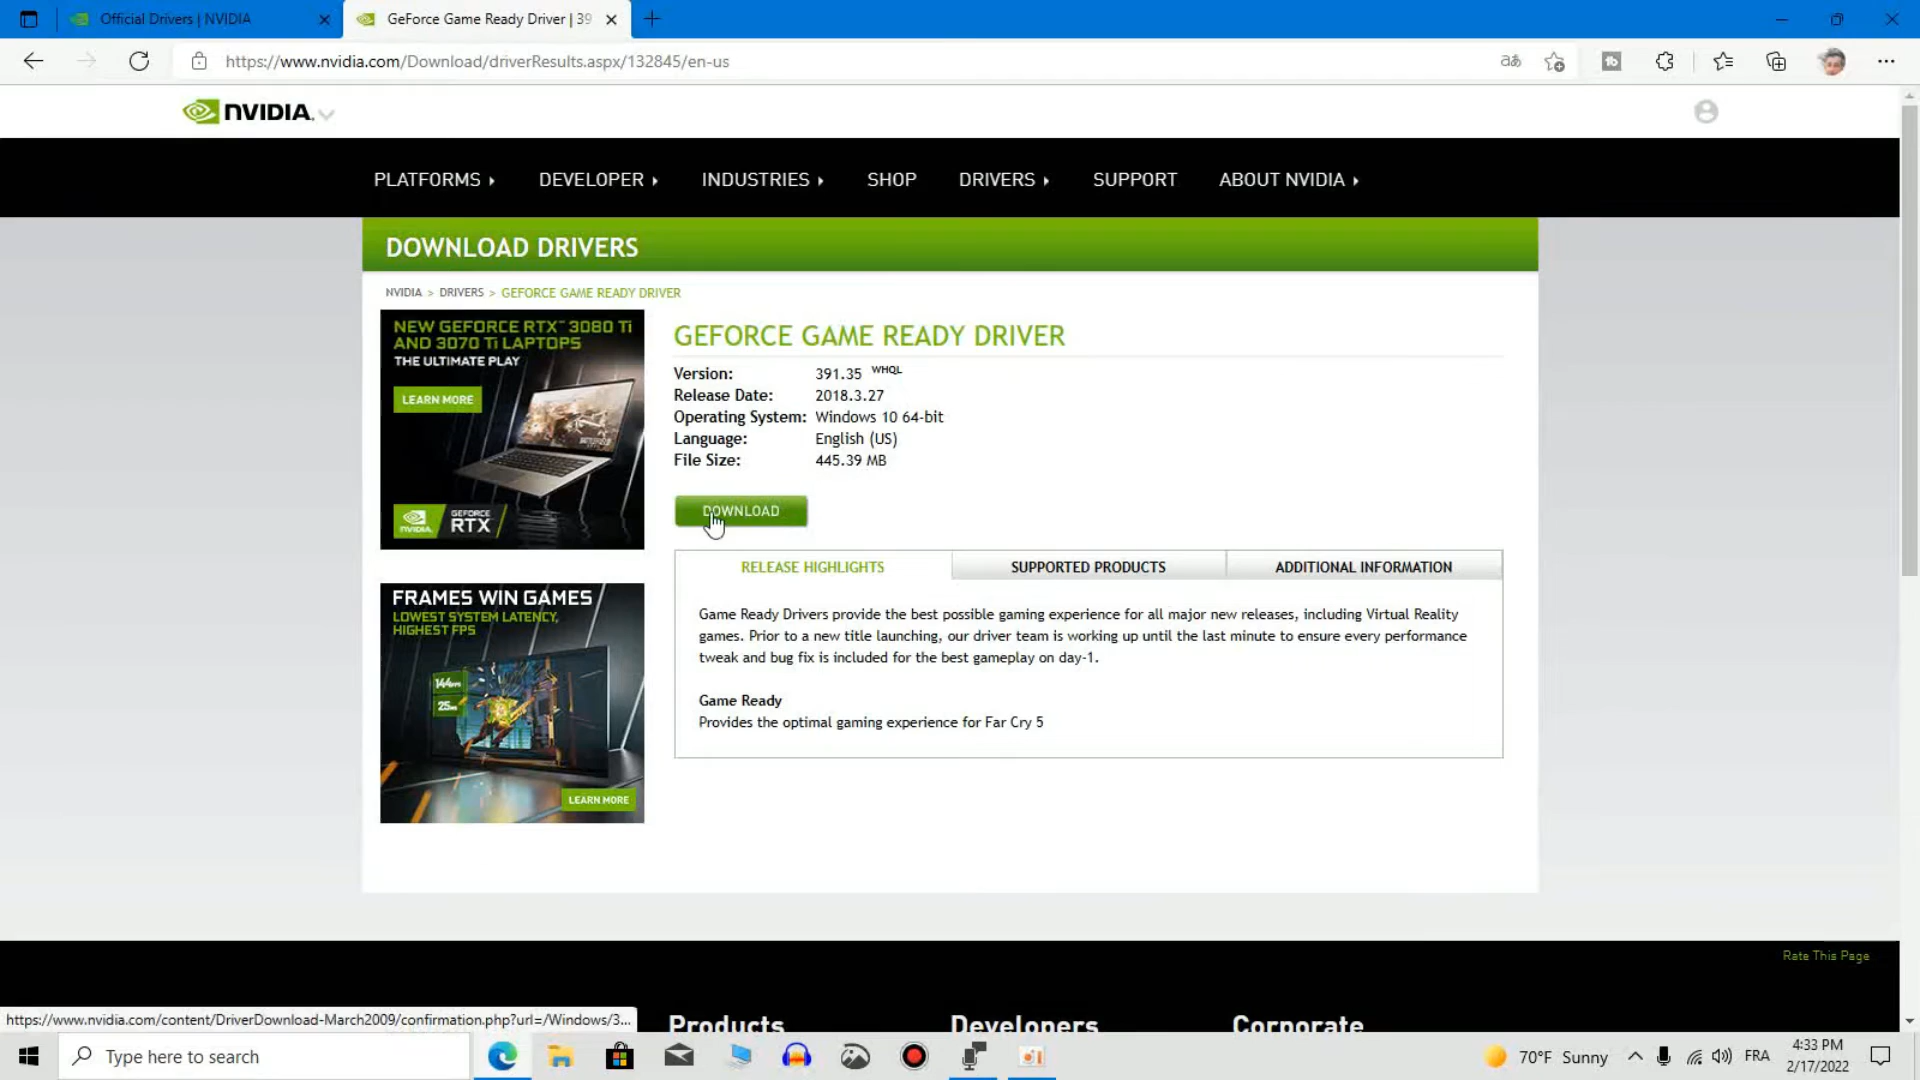 Official Drivers | NVIDIA
GeForce Game Ready Driver | 39
https://www.nvidia.com/Download/driverResults.aspx/132845/en-us
NVIDIA.
PLATFORMS
DEVELOPER
INDUSTRIES
SHOP
DRIVERS
SUPPORT
ABOUT NVIDIA
DOWNLOAD DRIVERS
NVIDIA > DRIVERS > GEFORCE GAME READY DRIVER
NEW GEFORCE RTX™ 3080 Ti
AND 3070 Ti LAPTOPS
THE ULTIMATE PLAY
LEARN MORE
NVIDIA.
GEFORCE
RTX
GEFORCE GAME READY DRIVER
Version: 391.35 WHQL
Release Date: 2018.3.27
Operating System: Windows 10 64-bit
Language: English (US)
File Size: 445.39 MB
DOWNLOAD
RELEASE HIGHLIGHTS
SUPPORTED PRODUCTS
ADDITIONAL INFORMATION
Game Ready Drivers provide the best possible gaming experience for all major new releases, including Virtual Reality
games. Prior to a new title launching, our driver team is working up until the last minute to ensure every performance
tweak and bug fix is included for the best gameplay on day-1.
Game Ready
Provides the optimal gaming experience for Far Cry 5
FRAMES WIN GAMES
LOWEST SYSTEM LATENCY,
HIGHEST FPS
LEARN MORE
Rate This Page
https://www.nvidia.com/content/DriverDownload-March2009/confirmation.php?url=/Windows/3...
Products
Developers
Corporate
Type here to search
70°F Sunny
FRA
4:33 PM
2/17/2022